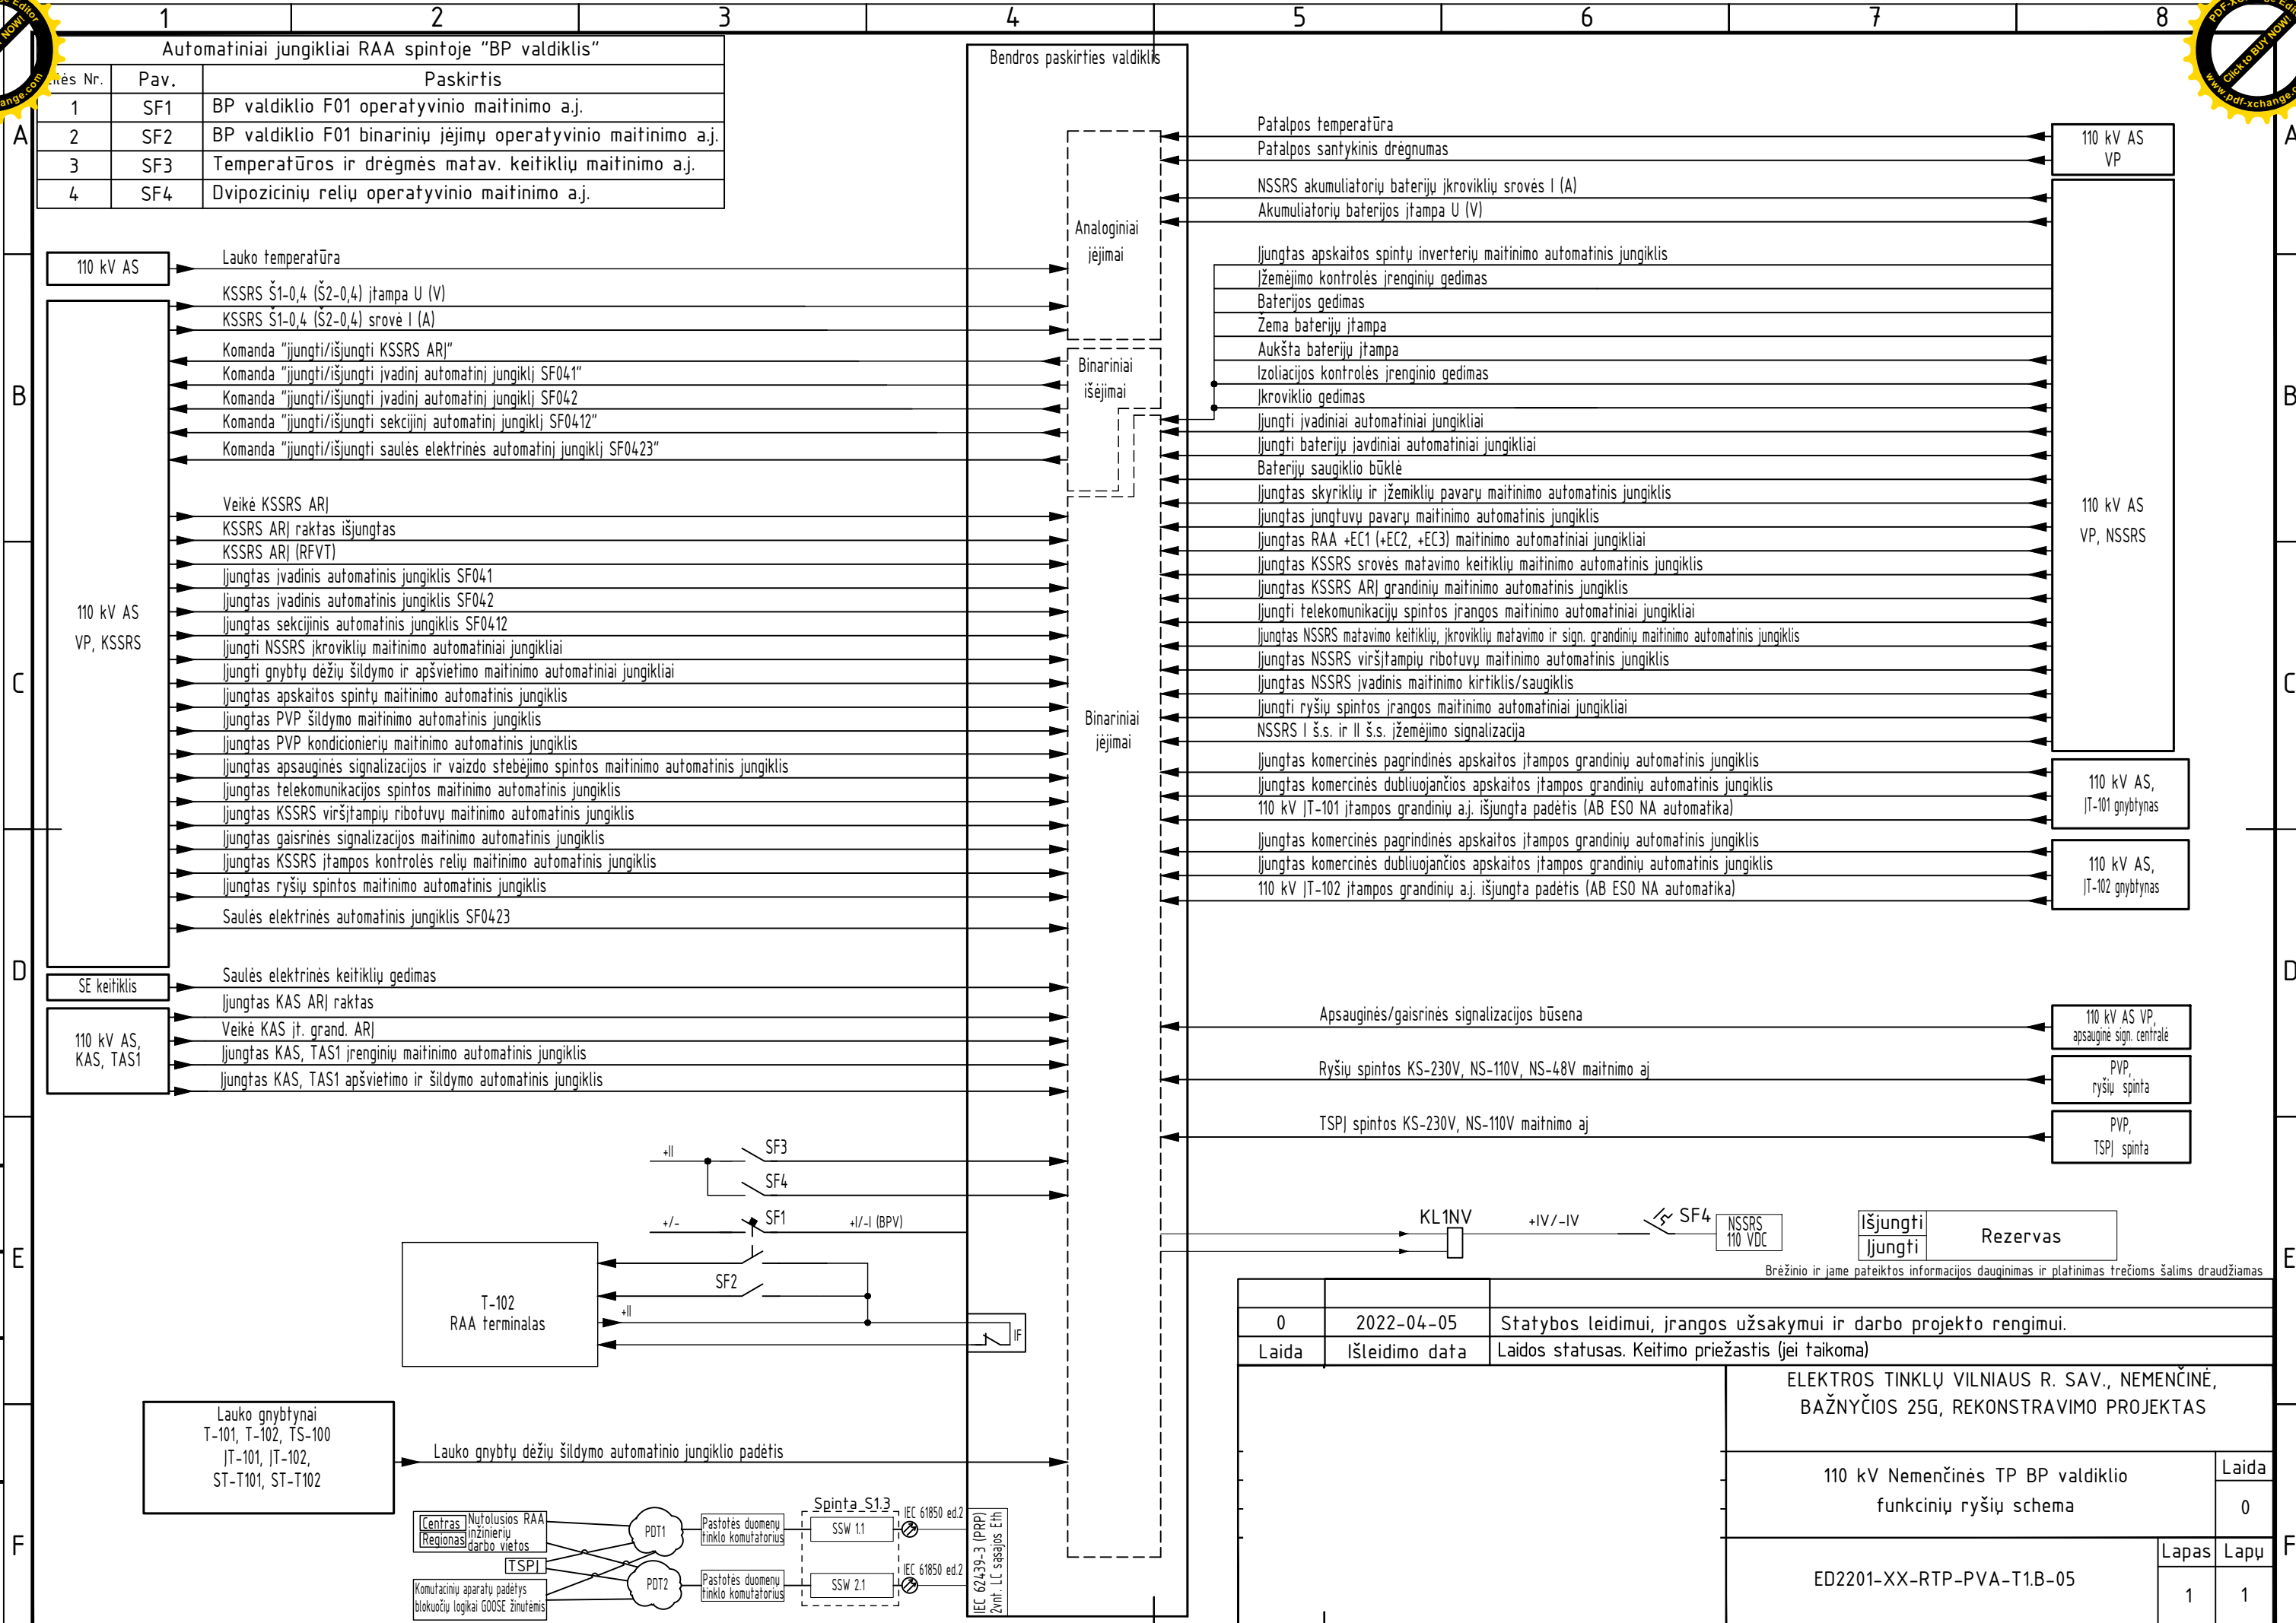 1 2 3 4 5 6 7 8
Automatiniai jungikliai RAA spintoje "BP valdiklis"
Nr. Pav. Paskirtis
1 SF1 BP valdiklio F01 operatyvinio maitinimo a.j.
2 SF2 BP valdiklio F01 binarinių įėjimų operatyvinio maitinimo a.j.
3 SF3 Temperatūros ir drėgmės matav. keitiklių maitinimo a.j.
4 SF4 Dvipozicinių relių operatyvinio maitinimo a.j.
A
B
C
D
E
F
110 kV AS
Lauko temperatūra
110 kV AS
VP, KSSRS
KSSRS Š1-0,4 (Š2-0,4) įtampa U (V)
KSSRS Š1-0,4 (Š2-0,4) srovė I (A)
Komanda "įjungti/išjungti KSSRS ARĮ"
Komanda "įjungti/išjungti įvadinį automatinį jungiklį SF041"
Komanda "įjungti/išjungti įvadinį automatinį jungiklį SF042
Komanda "įjungti/išjungti sekcijinį automatinį jungiklį SF0412"
Komanda "įjungti/išjungti saulės elektrinės automatinį jungiklį SF0423"
Veikė KSSRS ARĮ
KSSRS ARĮ raktas išjungtas
KSSRS ARĮ (RFVT)
Įjungtas įvadinis automatinis jungiklis SF041
Įjungtas įvadinis automatinis jungiklis SF042
Įjungtas sekcijinis automatinis jungiklis SF0412
Įjungti NSSRS įkroviklių maitinimo automatiniai jungikliai
Įjungti gnybtų dėžių šildymo ir apšvietimo maitinimo automatiniai jungikliai
Įjungtas apskaitos spintų maitinimo automatinis jungiklis
Įjungtas PVP šildymo maitinimo automatinis jungiklis
Įjungtas PVP kondicionierių maitinimo automatinis jungiklis
Įjungtas apsauginės signalizacijos ir vaizdo stebėjimo spintos maitinimo automatinis jungiklis
Įjungtas telekomunikacijos spintos maitinimo automatinis jungiklis
Įjungtas KSSRS viršįtampių ribotuvų maitinimo automatinis jungiklis
Įjungtas gaisrinės signalizacijos maitinimo automatinis jungiklis
Įjungtas KSSRS įtampos kontrolės relių maitinimo automatinis jungiklis
Įjungtas ryšių spintos maitinimo automatinis jungiklis
Saulės elektrinės automatinis jungiklis SF0423
SE keitiklis
Saulės elektrinės keitiklių gedimas
110 kV AS,
KAS, TAS1
Įjungtas KAS ARĮ raktas
Veikė KAS įt. grand. ARĮ
Įjungtas KAS, TAS1 įrenginių maitinimo automatinis jungiklis
Įjungtas KAS, TAS1 apšvietimo ir šildymo automatinis jungiklis
+II SF3
SF4
+/- SF1 +I/-I (BPV)
SF2
+II
T-102
RAA terminalas
IF
Lauko gnybtynai
T-101, T-102, TS-100
ĮT-101, ĮT-102,
ST-T101, ST-T102
Lauko gnybtų dėžių šildymo automatinio jungiklio padėtis
Centras
Regionas
Nutolusios RAA
inžinierių
darbo vietos
TSPĮ
Komutacinių aparatų padėtys
blokuočių logikai GOOSE žinutėmis
PDT1
PDT2
Pastotės duomenų
tinklo komutatorius
Pastotės duomenų
tinklo komutatorius
Spinta S1.3
SSW 1.1
SSW 2.1
IEC 61850 ed.2
IEC 61850 ed.2
IEC 62439-3 (PRP)
2vnt. LC sąsajos Eth
Bendros paskirties valdiklis
Analoginiai
įėjimai
Binariniai
išėjimai
Binariniai
įėjimai
Patalpos temperatūra
Patalpos santykinis drėgnumas
110 kV AS
VP
NSSRS akumuliatorių baterijų įkroviklių srovės I (A)
Akumuliatorių baterijos įtampa U (V)
Įjungtas apskaitos spintų inverterių maitinimo automatinis jungiklis
Įžemėjimo kontrolės įrenginių gedimas
Baterijos gedimas
Žema baterijų įtampa
Aukšta baterijų įtampa
Izoliacijos kontrolės įrenginio gedimas
Įkroviklio gedimas
Įjungti įvadiniai automatiniai jungikliai
Įjungti baterijų įavdiniai automatiniai jungikliai
Baterijų saugiklio būklė
Įjungtas skyriklių ir įžemiklių pavarų maitinimo automatinis jungiklis
Įjungtas jungtuvų pavarų maitinimo automatinis jungiklis
Įjungtas RAA +EC1 (+EC2, +EC3) maitinimo automatiniai jungikliai
Įjungtas KSSRS srovės matavimo keitiklių maitinimo automatinis jungiklis
Įjungtas KSSRS ARĮ grandinių maitinimo automatinis jungiklis
Įjungti telekomunikacijų spintos įrangos maitinimo automatiniai jungikliai
Įjungtas NSSRS matavimo keitiklių, įkroviklių matavimo ir sign. grandinių maitinimo automatinis jungiklis
Įjungtas NSSRS viršįtampių ribotuvų maitinimo automatinis jungiklis
Įjungtas NSSRS įvadinis maitinimo kirtiklis/saugiklis
Įjungti ryšių spintos įrangos maitinimo automatiniai jungikliai
NSSRS I š.s. ir II š.s. įžemėjimo signalizacija
110 kV AS
VP, NSSRS
Įjungtas komercinės pagrindinės apskaitos įtampos grandinių automatinis jungiklis
Įjungtas komercinės dubliuojančios apskaitos įtampos grandinių automatinis jungiklis
110 kV ĮT-101 įtampos grandinių a.j. išjungta padėtis (AB ESO NA automatika)
110 kV AS,
ĮT-101 gnybtynas
Įjungtas komercinės pagrindinės apskaitos įtampos grandinių automatinis jungiklis
Įjungtas komercinės dubliuojančios apskaitos įtampos grandinių automatinis jungiklis
110 kV ĮT-102 įtampos grandinių a.j. išjungta padėtis (AB ESO NA automatika)
110 kV AS,
ĮT-102 gnybtynas
Apsauginės/gaisrinės signalizacijos būsena
110 kV AS VP,
apsauginė sign. centralė
Ryšių spintos KS-230V, NS-110V, NS-48V maitnimo aj
PVP,
ryšių spinta
TSPĮ spintos KS-230V, NS-110V maitnimo aj
PVP,
TSPĮ spinta
KL1NV +IV/-IV SF4
NSSRS
110 VDC
Išjungti
Įjungti
Rezervas
Brėžinio ir jame pateiktos informacijos dauginimas ir platinimas trečioms šalims draudžiamas
0 2022-04-05 Statybos leidimui, įrangos užsakymui ir darbo projekto rengimui.
Laida Išleidimo data Laidos statusas. Keitimo priežastis (jei taikoma)
ELEKTROS TINKLŲ VILNIAUS R. SAV., NEMENČINĖ,
BAŽNYČIOS 25G, REKONSTRAVIMO PROJEKTAS
110 kV Nemenčinės TP BP valdiklio
funkcinių ryšių schema
Laida
0
ED2201-XX-RTP-PVA-T1.B-05
Lapas Lapų
1 1
A
B
C
D
E
F
Click to BUY NOW!
www.pdf-xchange.c